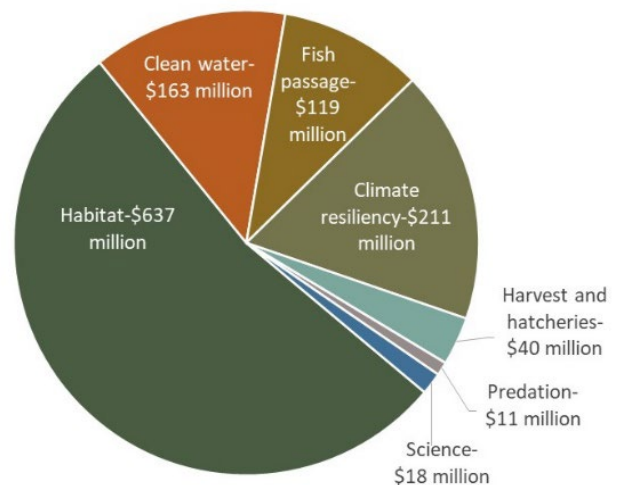 Clean water-
$163 million
Fish
passage-
$119
million
Climate
resiliency-$211
million
Habitat-$637
million
Harvest and
hatcheries-
$40 million
Predation-
$11 million
Science-
$18 million